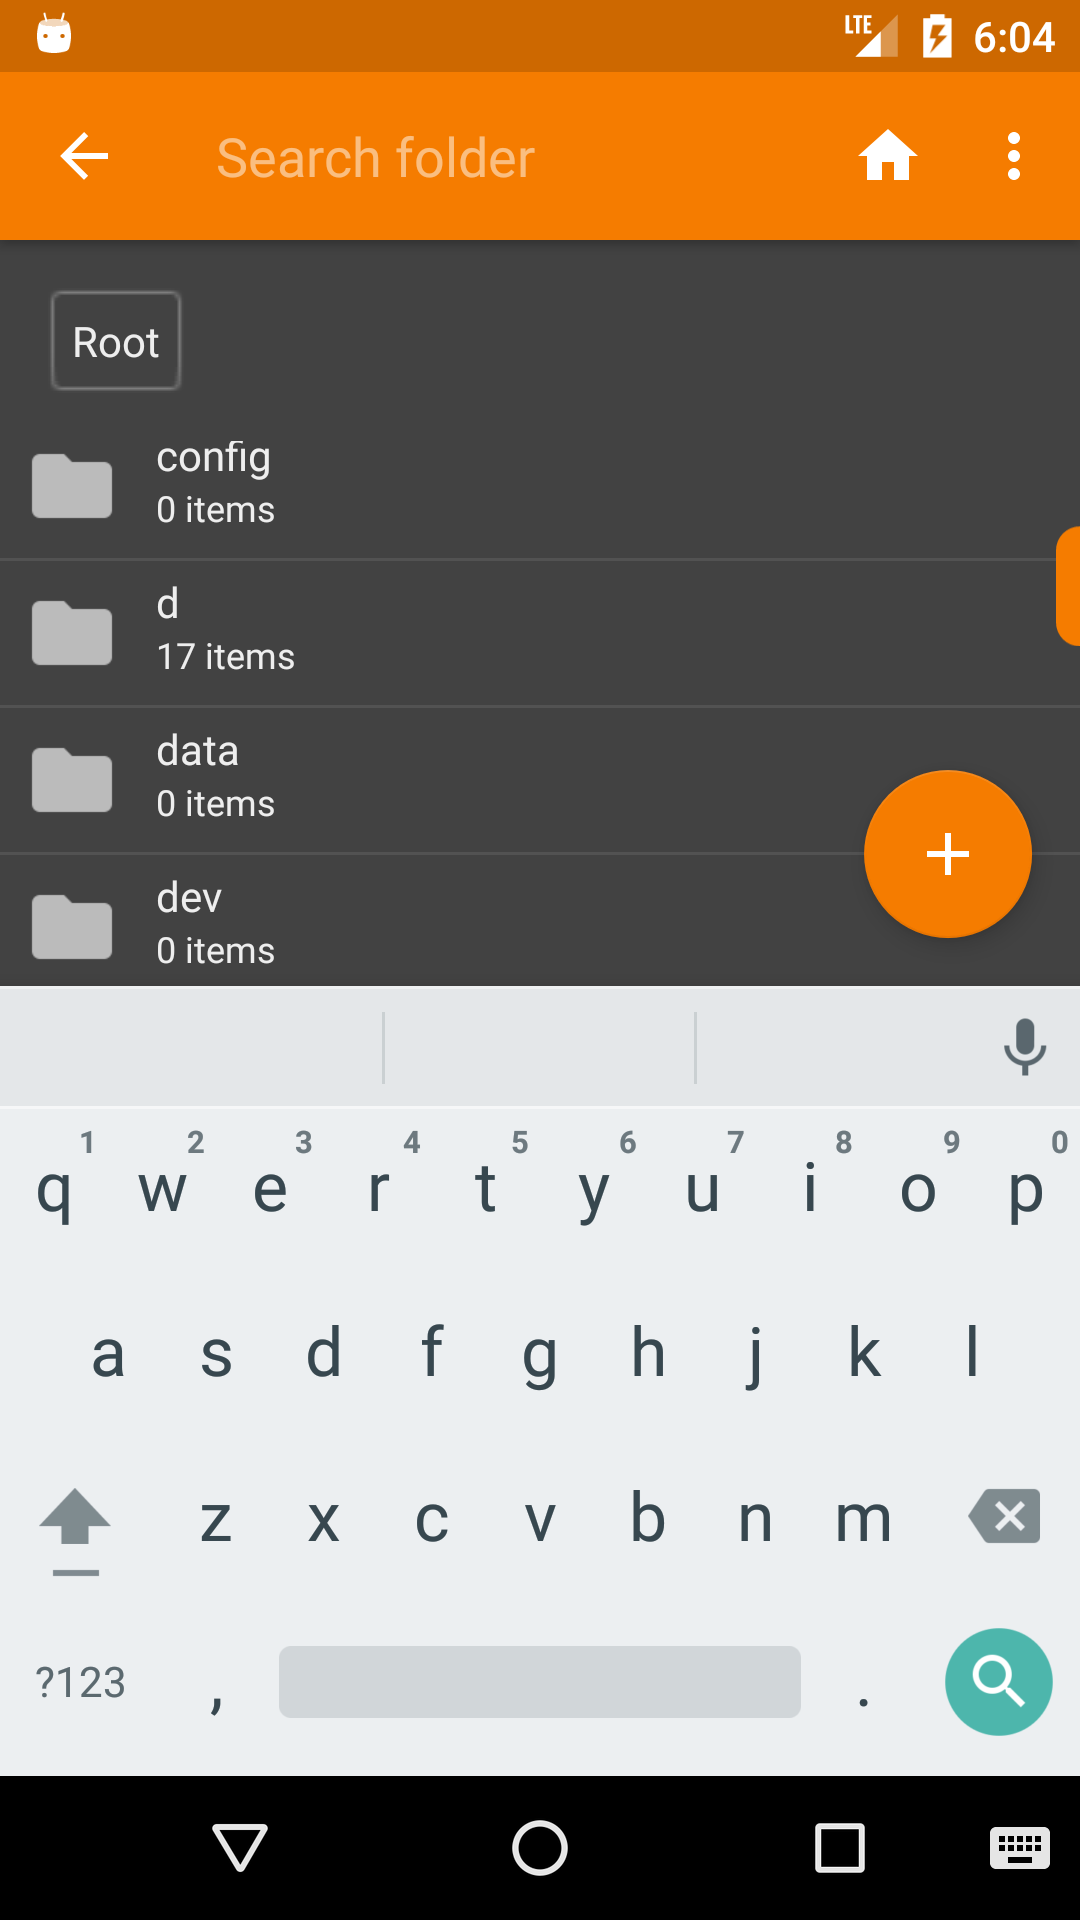 LTE 6:04
Search folder
Root
config
0 items
d
17 items
data
0 items
dev
0 items
1 2 3 4 5 6 7 8 9 0
q w e r t y u i o p
a s d f g h j k l
z x c v b n m
?123 , .